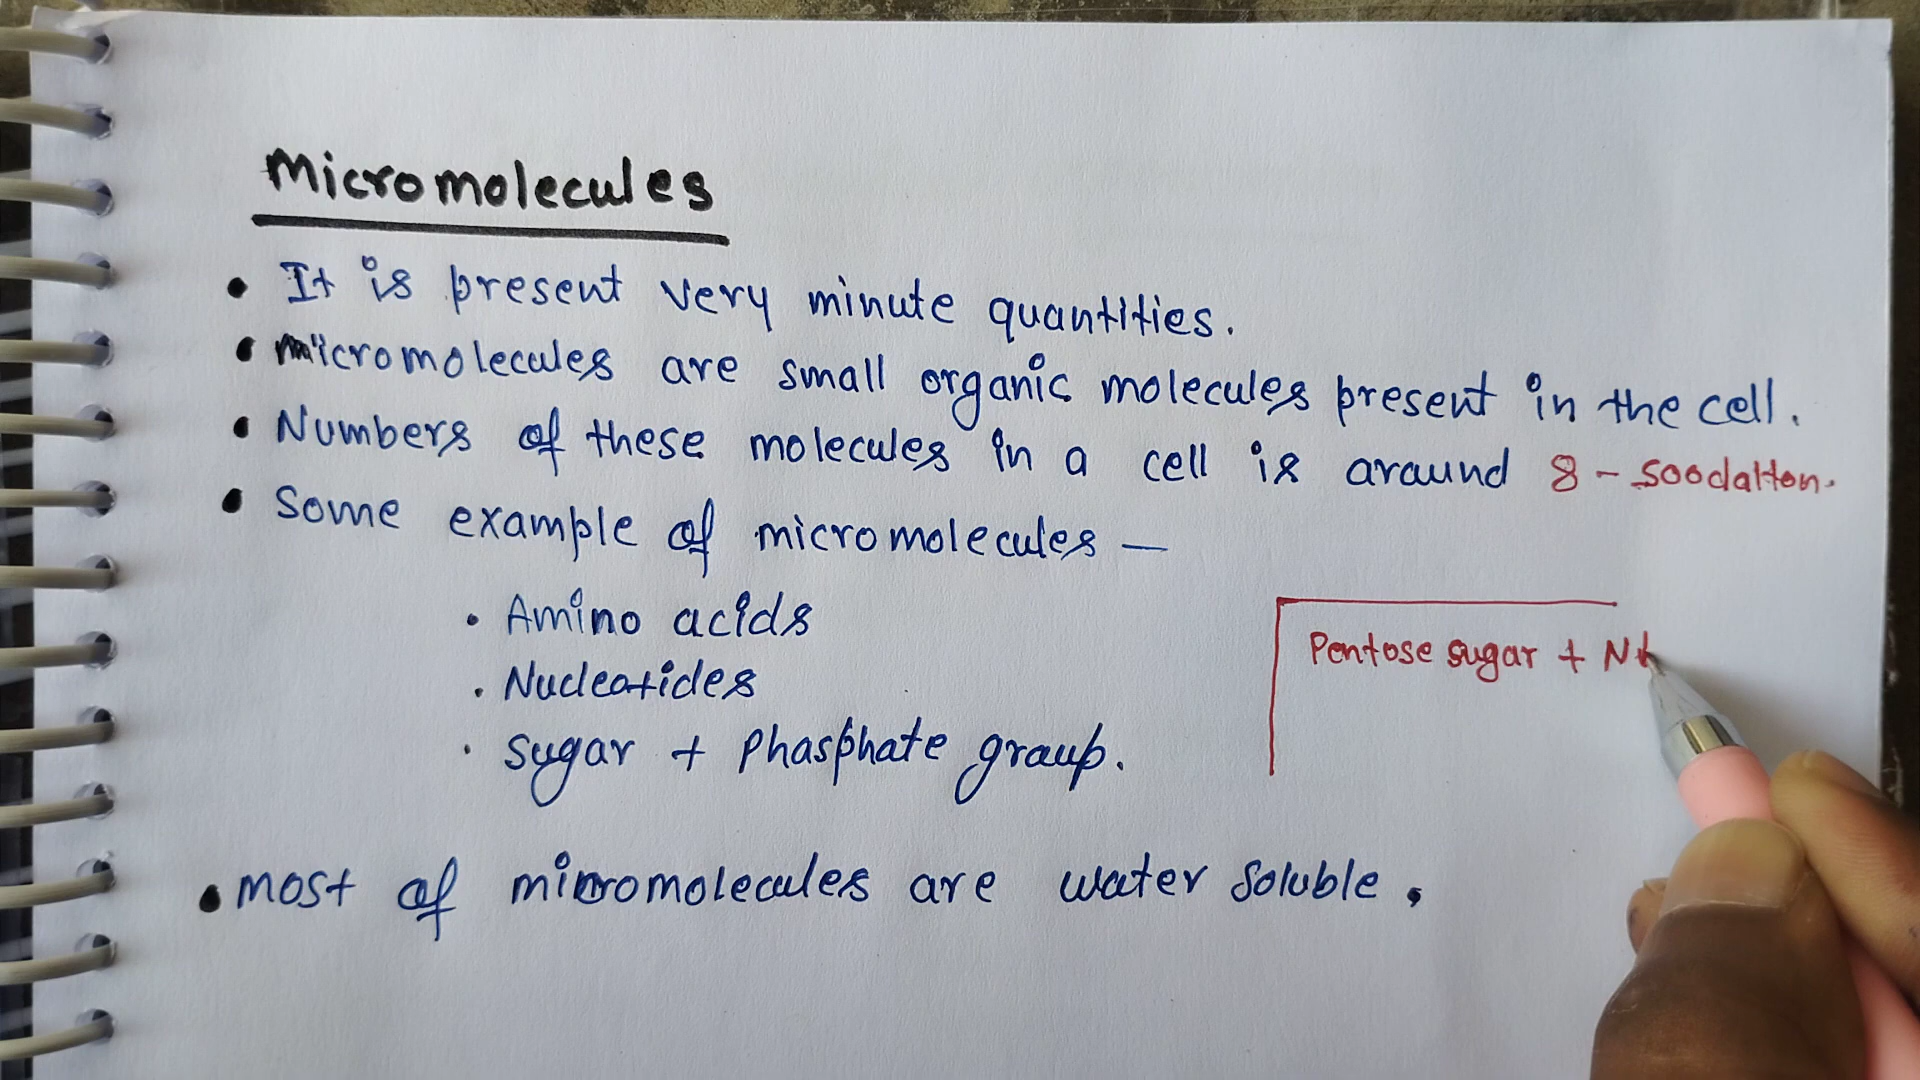 Micromolecules
• It is present very minute quantities.
• micromolecules are small organic molecules present in the cell.
• Numbers of these molecules in a cell is araund 8 - 500dalton.
• Some example of micromolecules —
• Amino acids
• Nucleotides
• Sugar + Phasphate graup.
Pentose sugar + Nt
• most of micromolecules are water soluble.